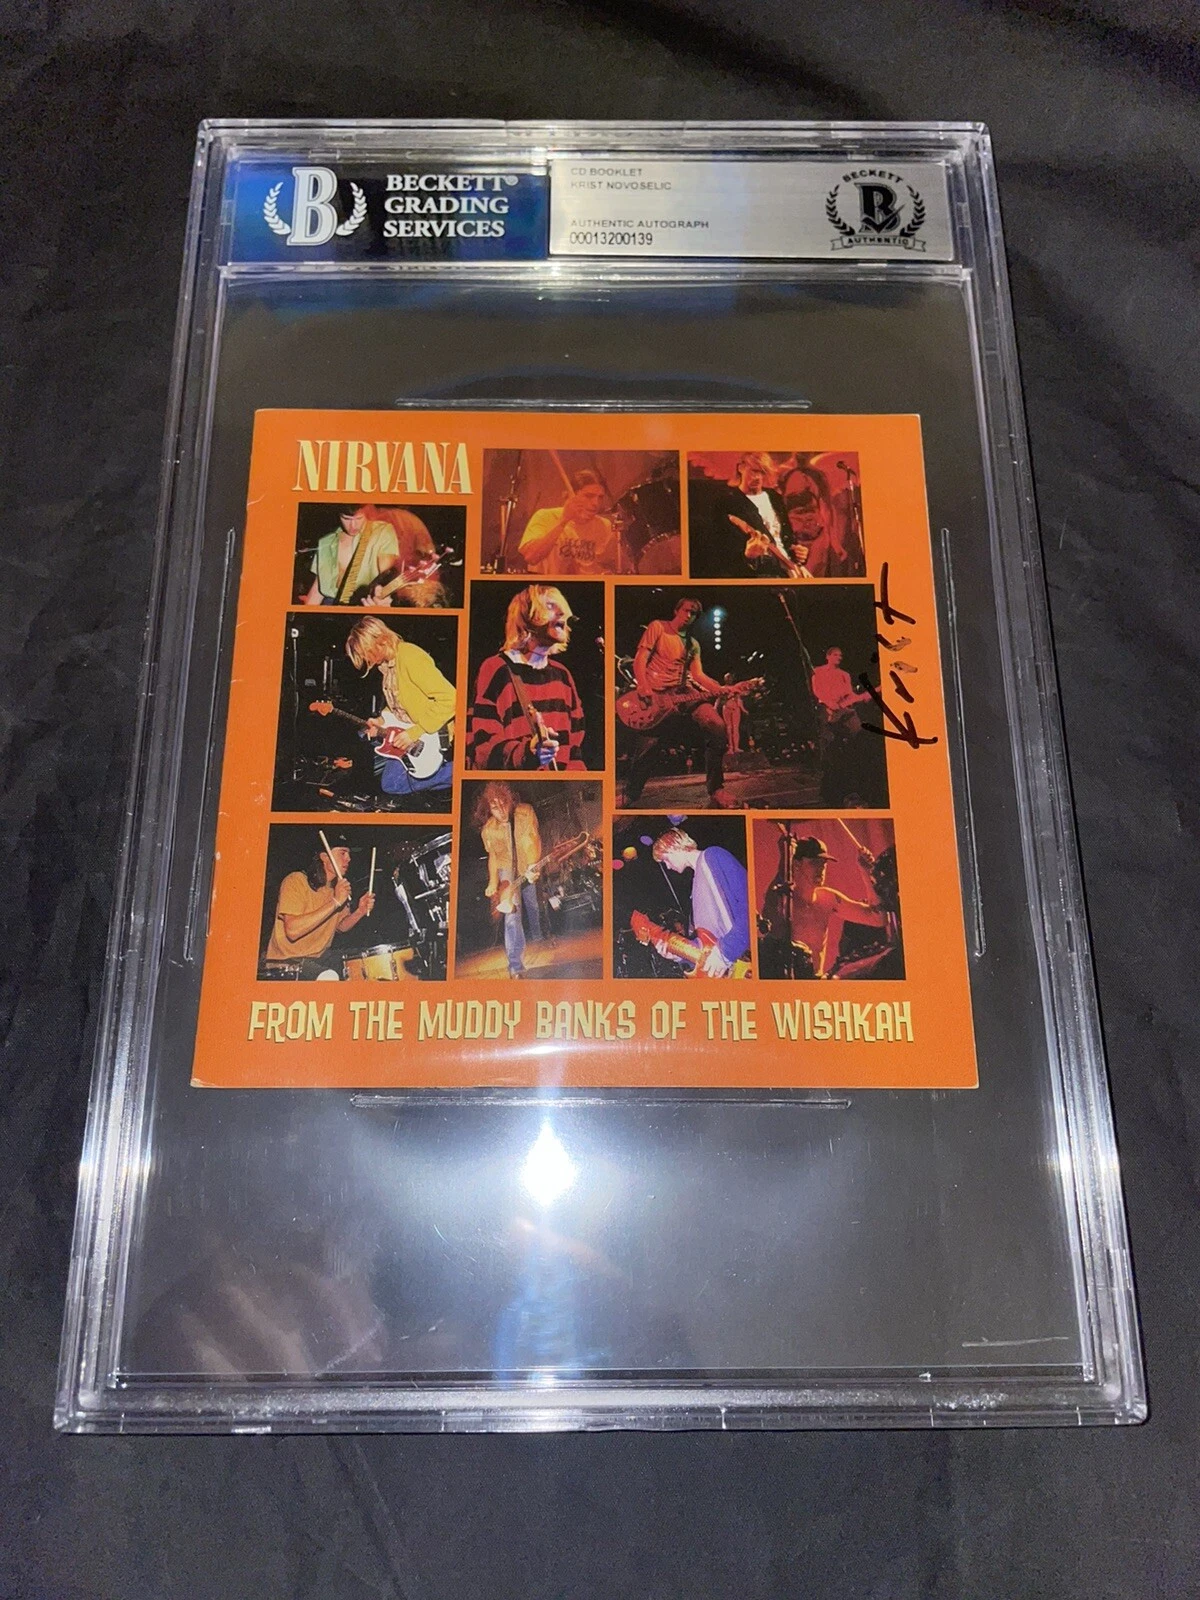 BECKETT®
GRADING
SERVICES
CD BOOKLET
KRIST NOVOSELIC
AUTHENTIC AUTOGRAPH
00013200139
BECKETT
B
AUTHENTIC
B
NIRVANA
Krist
FROM THE MUDDY BANKS OF THE WISHKAH